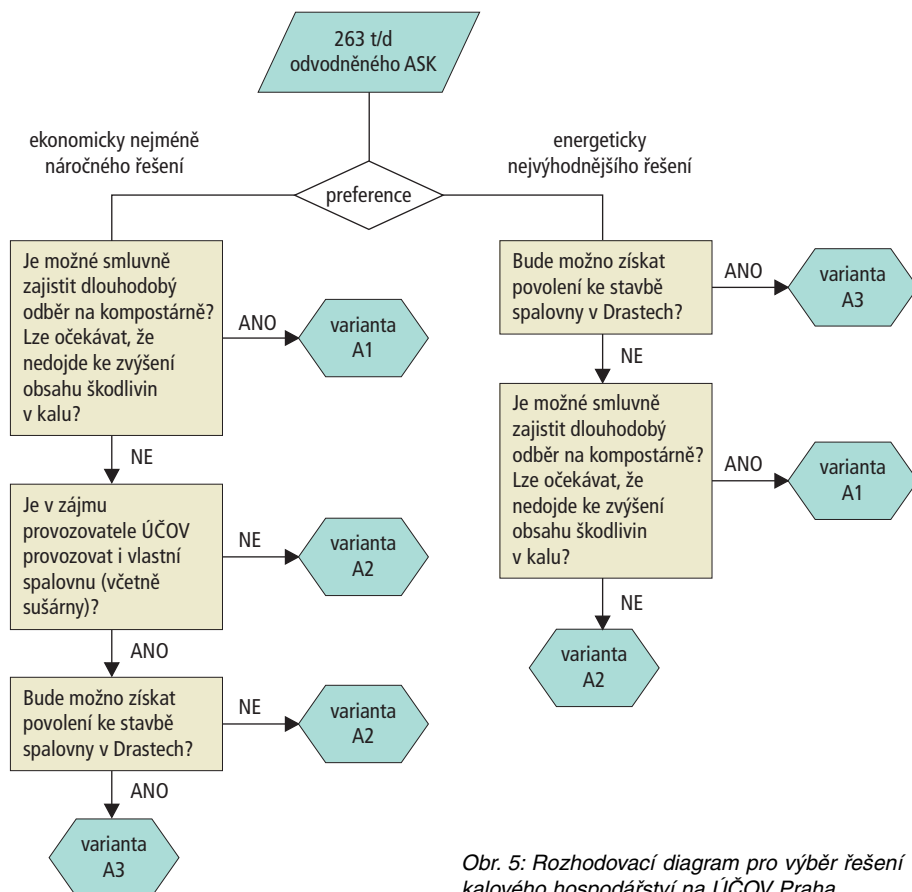 263 t/d
odvodněného ASK
ekonomicky nejméně
náročného řešení
energeticky
nejvýhodnějšího řešení
preference
Je možné smluvně
zajistit dlouhodobý
odběr na kompostárně?
Lze očekávat, že
nedojde ke zvýšení
obsahu škodlivin
v kalu?
ANO
varianta
A1
NE
Je v zájmu
provozovatele ÚČOV
provozovat i vlastní
spalovnu (včetně
sušárny)?
NE
varianta
A2
ANO
Bude možno získat
povolení ke stavbě
spalovny v Drastech?
NE
varianta
A2
ANO
varianta
A3
Bude možno získat
povolení ke stavbě
spalovny v Drastech?
ANO
varianta
A3
NE
Je možné smluvně
zajistit dlouhodobý
odběr na kompostárně?
Lze očekávat, že
nedojde ke zvýšení
obsahu škodlivin
v kalu?
ANO
varianta
A1
NE
varianta
A2
Obr. 5: Rozhodovací diagram pro výběr řešení
kalového hospodářství na ÚČOV Praha